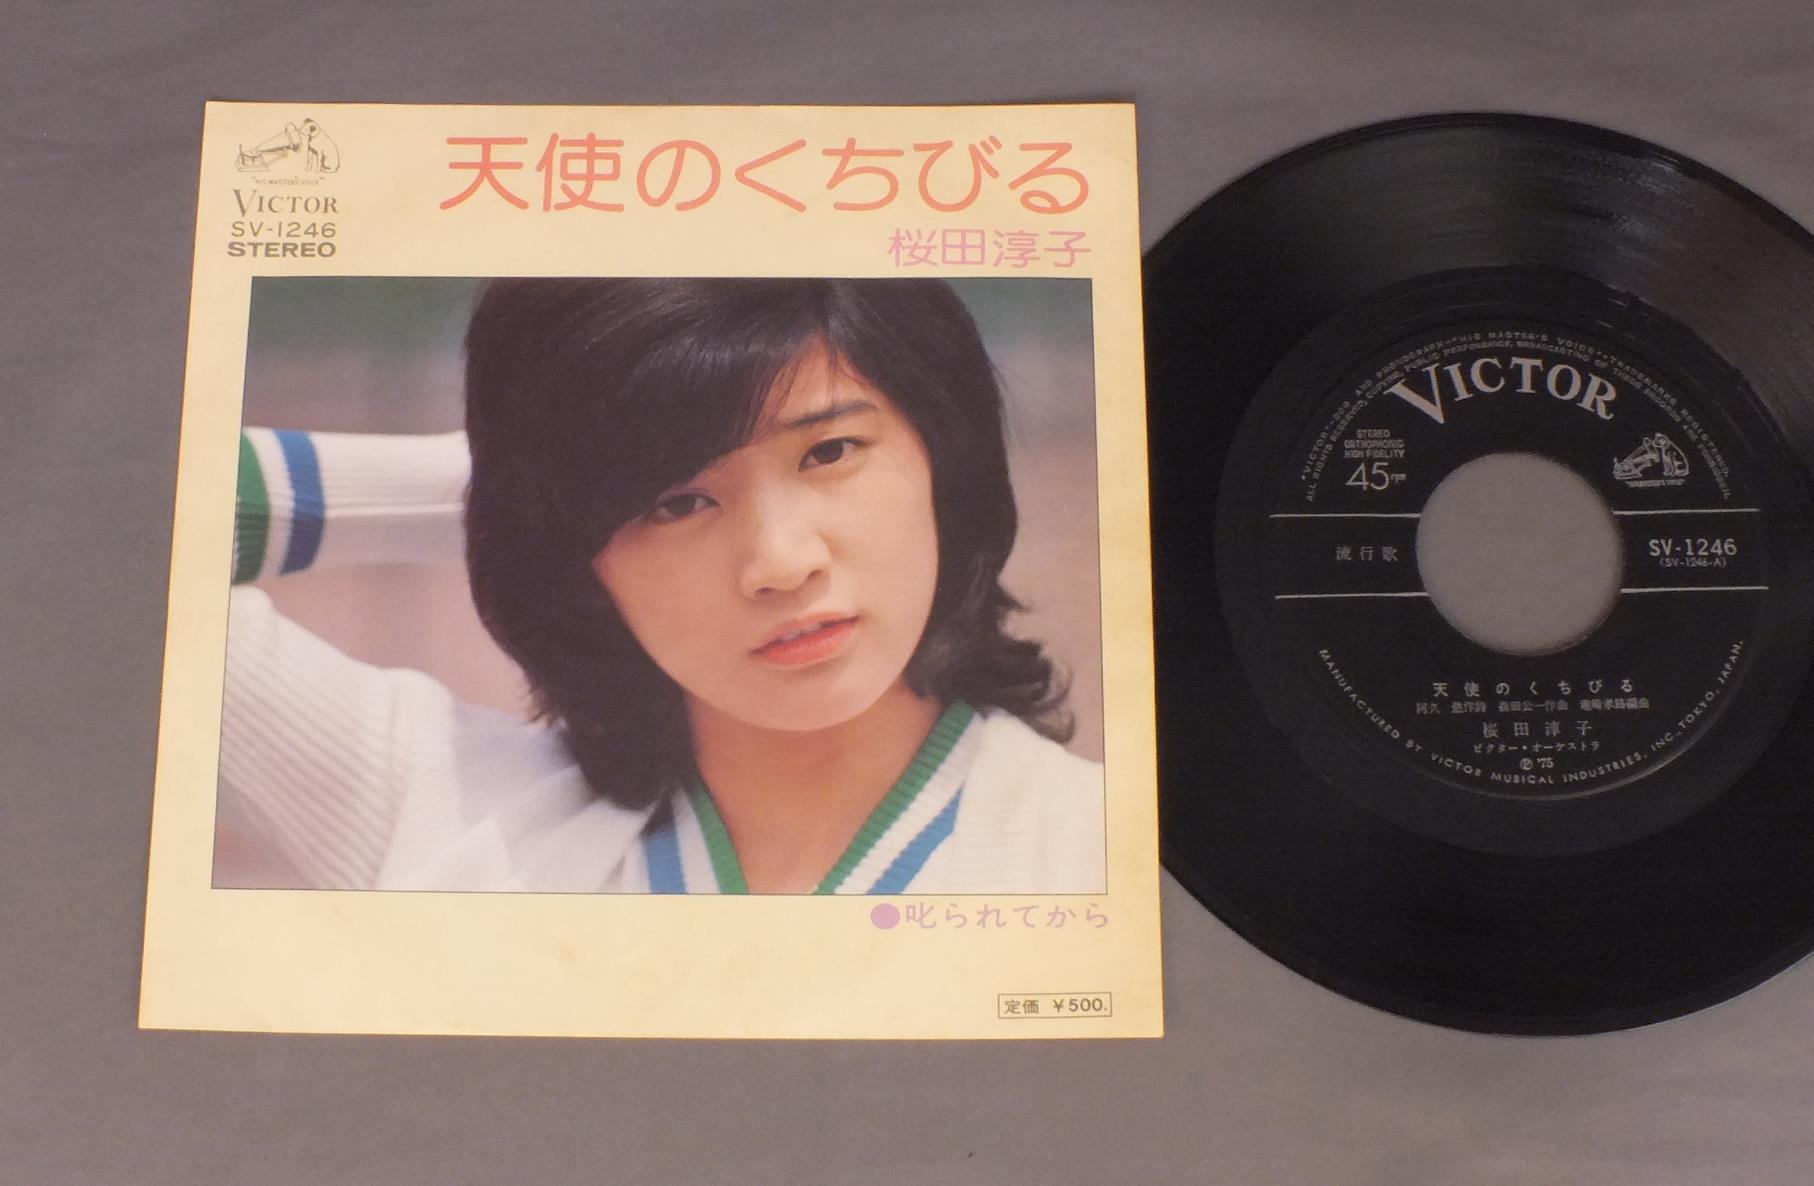 "HIS MASTER'S VOICE"
VICTOR
SV-1246
STEREO
天使のくちびる
桜田淳子
●叱られてから
定価 ¥500.
VICTOR
STEREO
ORTHOPHONIC
HIGH FIDELITY
45rpm
"HIS MASTER'S VOICE"
流行歌
SV-1246
(SV-1246-A)
天使のくちびる
阿久 悠作詩 森田公一作曲 竜崎孝路編曲
桜田淳子
ビクター・オーケストラ
Ⓟ '75
MANUFACTURED BY VICTOR MUSICAL INDUSTRIES, INC., TOKYO, JAPAN.